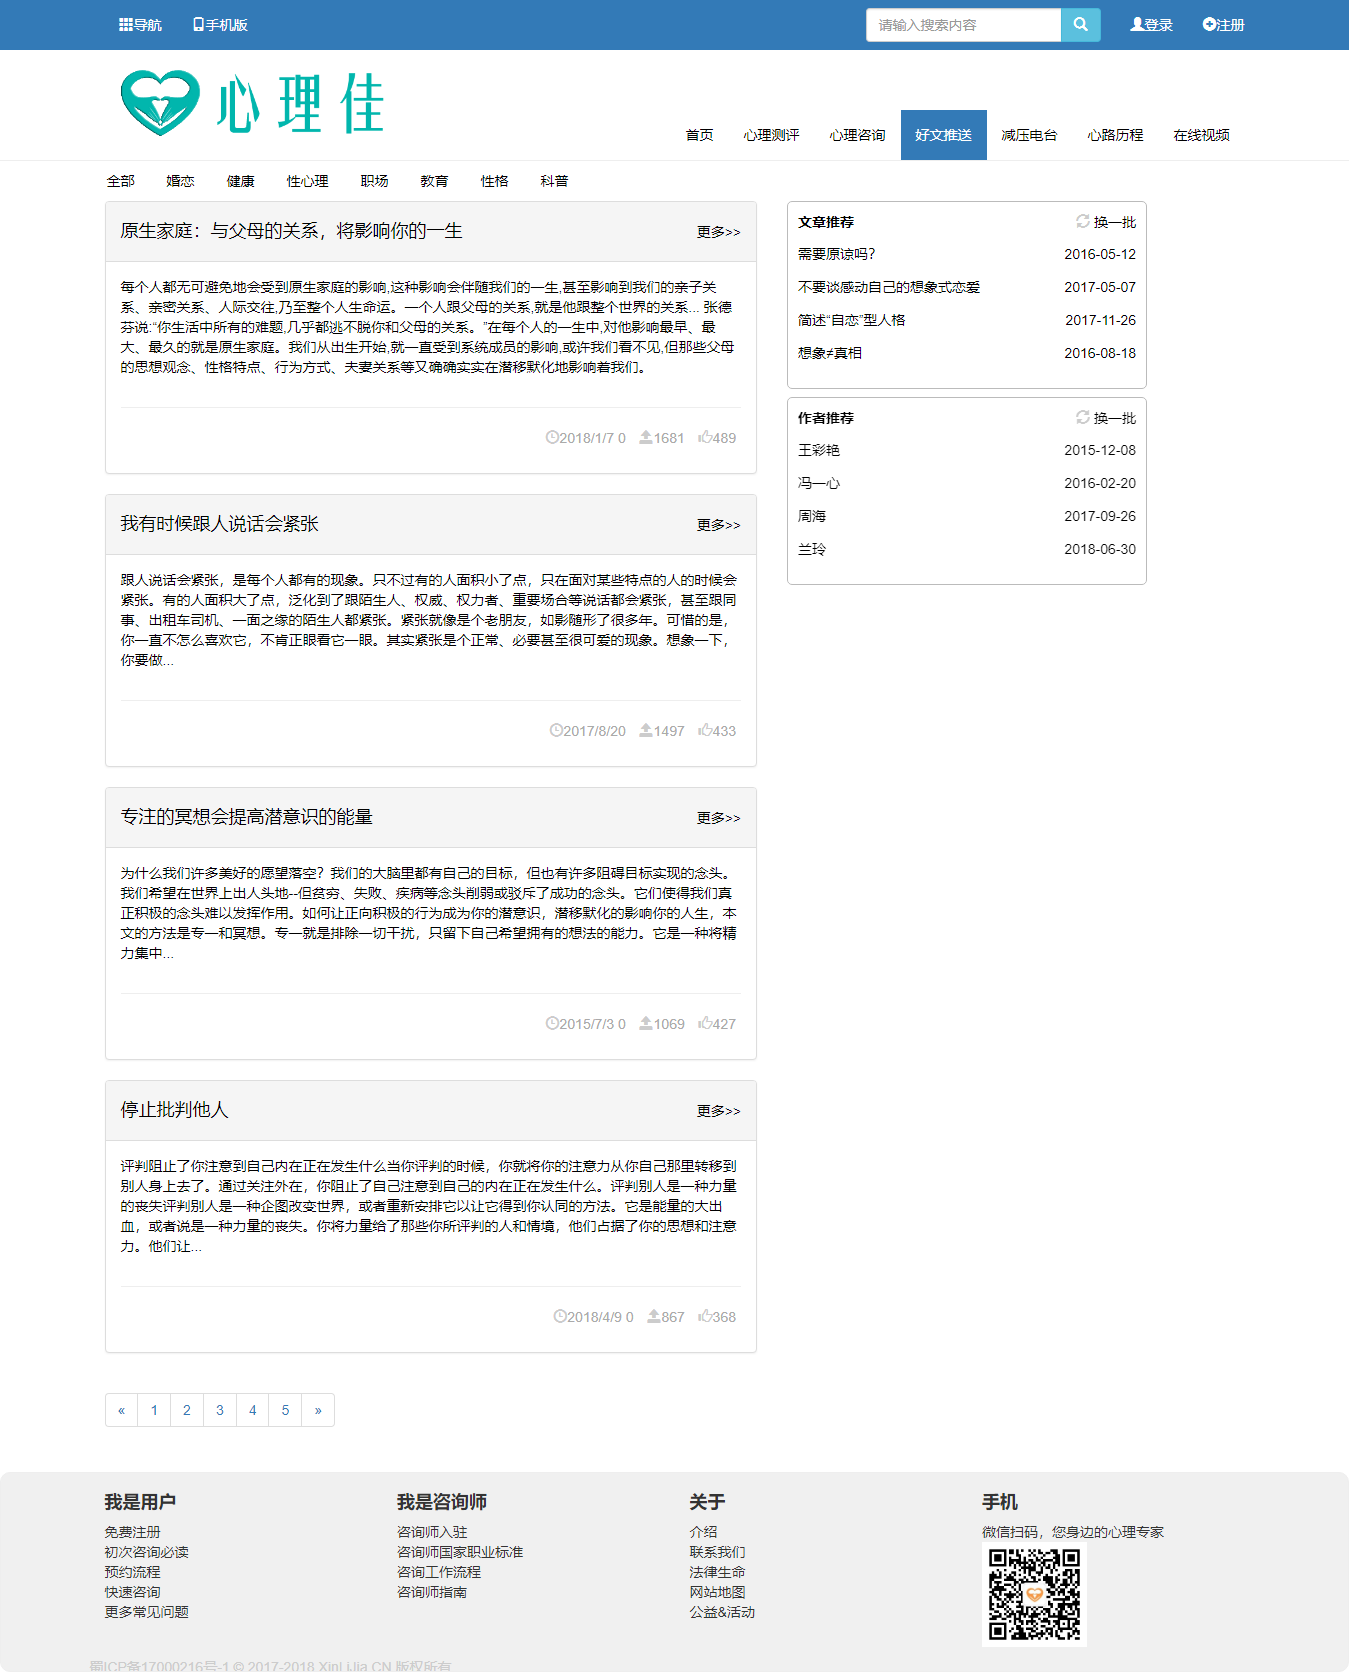 导航 手机版 请输入搜索内容 登录 注册
心理佳
首页 心理测评 心理咨询 好文推送 减压电台 心路历程 在线视频
全部 婚恋 健康 性心理 职场 教育 性格 科普
原生家庭：与父母的关系，将影响你的一生 更多>>
每个人都无可避免地会受到原生家庭的影响,这种影响会伴随我们的一生,甚至影响到我们的亲子关
系、亲密关系、人际交往,乃至整个人生命运。一个人跟父母的关系,就是他跟整个世界的关系... 张德
芬说:“你生活中所有的难题,几乎都逃不脱你和父母的关系。”在每个人的一生中,对他影响最早、最
大、最久的就是原生家庭。我们从出生开始,就一直受到系统成员的影响,或许我们看不见,但那些父母
的思想观念、性格特点、行为方式、夫妻关系等又确确实实在潜移默化地影响着我们。
2018/1/7 0 1681 489
我有时候跟人说话会紧张 更多>>
跟人说话会紧张，是每个人都有的现象。只不过有的人面积小了点，只在面对某些特点的人的时候会
紧张。有的人面积大了点，泛化到了跟陌生人、权威、权力者、重要场合等说话都会紧张，甚至跟同
事、出租车司机、一面之缘的陌生人都紧张。紧张就像是个老朋友，如影随形了很多年。可惜的是，
你一直不怎么喜欢它，不肯正眼看它一眼。其实紧张是个正常、必要甚至很可爱的现象。想象一下，
你要做...
2017/8/20 1497 433
专注的冥想会提高潜意识的能量 更多>>
为什么我们许多美好的愿望落空？我们的大脑里都有自己的目标，但也有许多阻碍目标实现的念头。
我们希望在世界上出人头地--但贫穷、失败、疾病等念头削弱或驳斥了成功的念头。它们使得我们真
正积极的念头难以发挥作用。如何让正向积极的行为成为你的潜意识，潜移默化的影响你的人生，本
文的方法是专一和冥想。专一就是排除一切干扰，只留下自己希望拥有的想法的能力。它是一种将精
力集中...
2015/7/3 0 1069 427
停止批判他人 更多>>
评判阻止了你注意到自己内在正在发生什么当你评判的时候，你就将你的注意力从你自己那里转移到
别人身上去了。通过关注外在，你阻止了自己注意到自己的内在正在发生什么。评判别人是一种力量
的丧失评判别人是一种企图改变世界，或者重新安排它以让它得到你认同的方法。它是能量的大出
血，或者说是一种力量的丧失。你将力量给了那些你所评判的人和情境，他们占据了你的思想和注意
力。他们让...
2018/4/9 0 867 368
« 1 2 3 4 5 »
文章推荐 换一批
需要原谅吗? 2016-05-12
不要谈感动自己的想象式恋爱 2017-05-07
简述“自恋”型人格 2017-11-26
想象≠真相 2016-08-18
作者推荐 换一批
王彩艳 2015-12-08
冯一心 2016-02-20
周海 2017-09-26
兰玲 2018-06-30
我是用户
免费注册
初次咨询必读
预约流程
快速咨询
更多常见问题
我是咨询师
咨询师入驻
咨询师国家职业标准
咨询工作流程
咨询师指南
关于
介绍
联系我们
法律生命
网站地图
公益&活动
手机
微信扫码，您身边的心理专家
蜀ICP备17000216号-1 © 2017-2018 XinLiJia.CN 版权所有